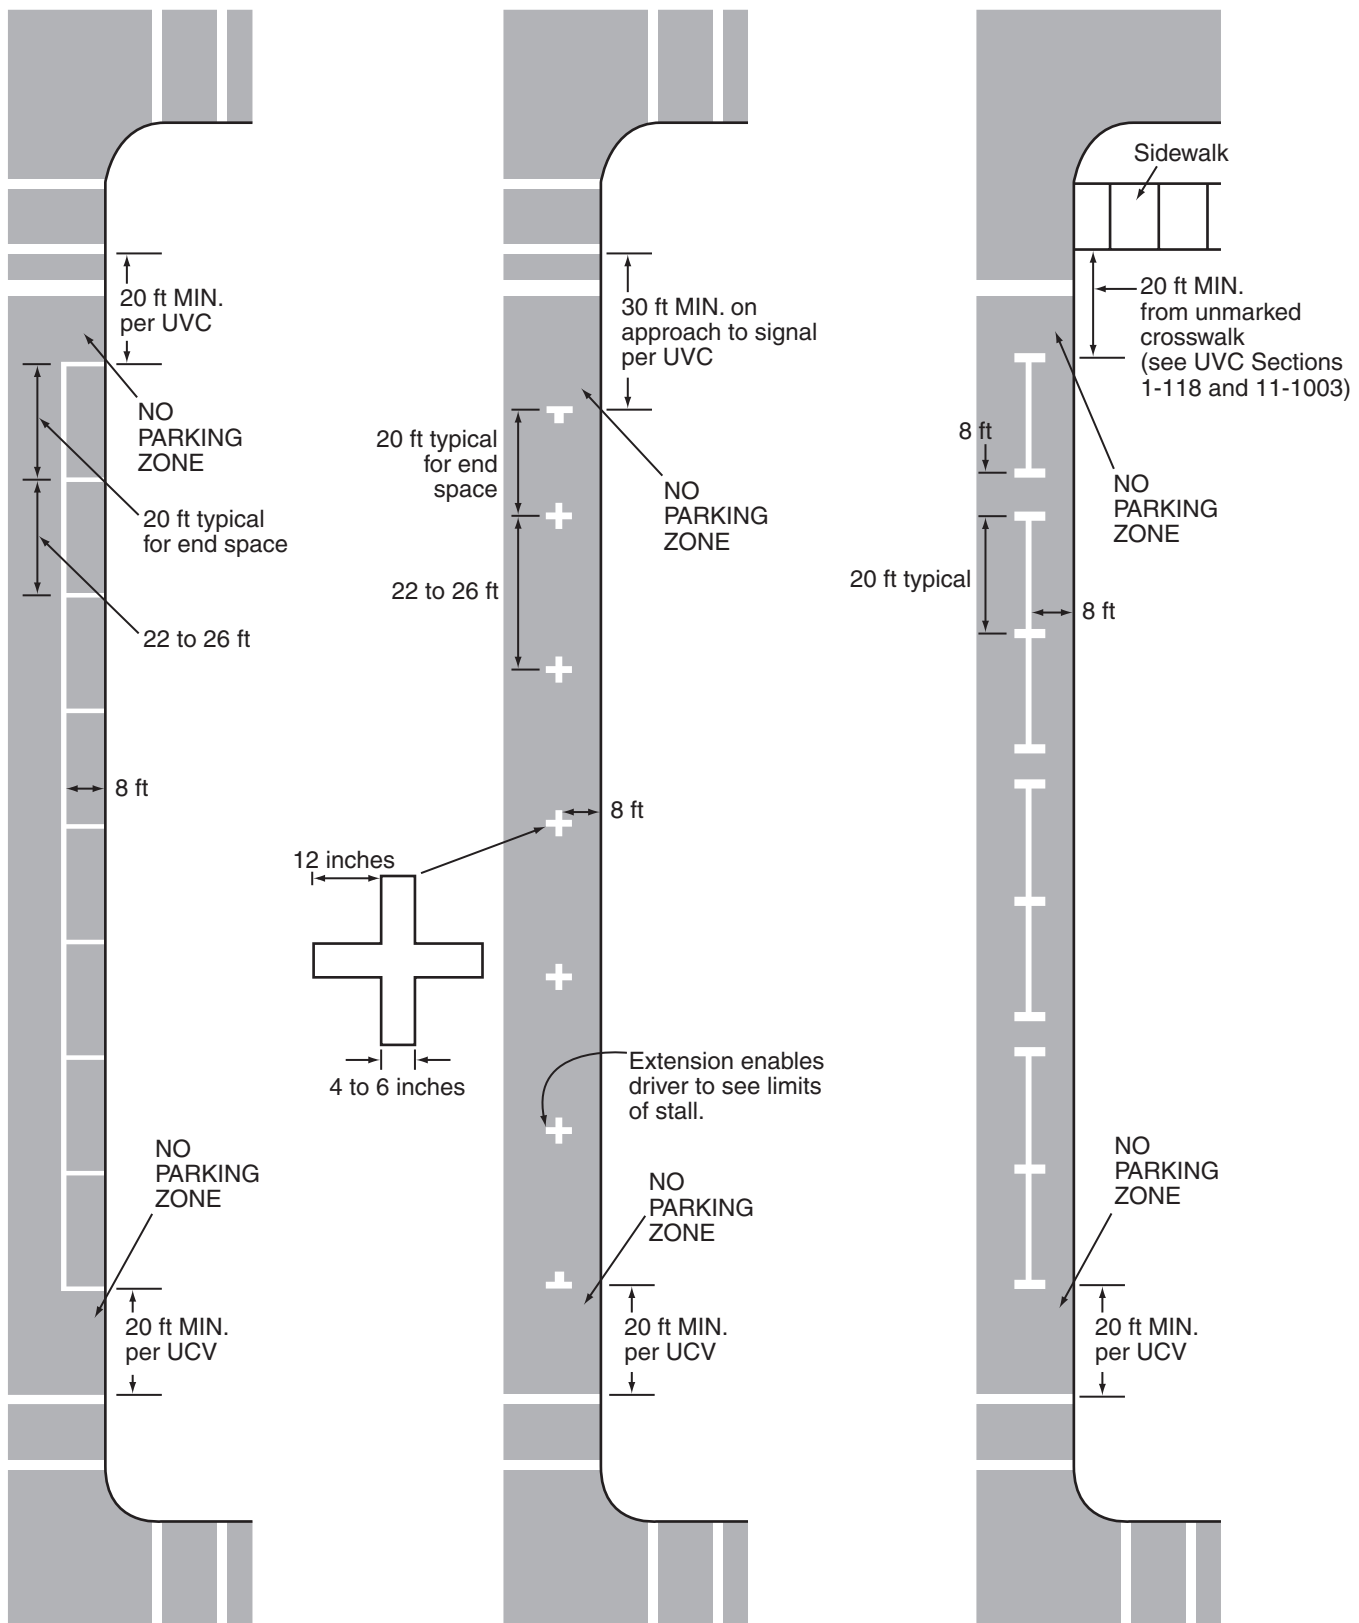 20 ft MIN.
per UVC
NO
PARKING
ZONE
20 ft typical
for end space
22 to 26 ft
8 ft
NO
PARKING
ZONE
20 ft MIN.
per UCV
30 ft MIN. on
approach to signal
per UVC
20 ft typical
for end
space
NO
PARKING
ZONE
22 to 26 ft
8 ft
12 inches
4 to 6 inches
Extension enables
driver to see limits
of stall.
NO
PARKING
ZONE
20 ft MIN.
per UCV
Sidewalk
20 ft MIN.
from unmarked
crosswalk
(see UVC Sections
1-118 and 11-1003)
8 ft
NO
PARKING
ZONE
20 ft typical
8 ft
NO
PARKING
ZONE
20 ft MIN.
per UCV